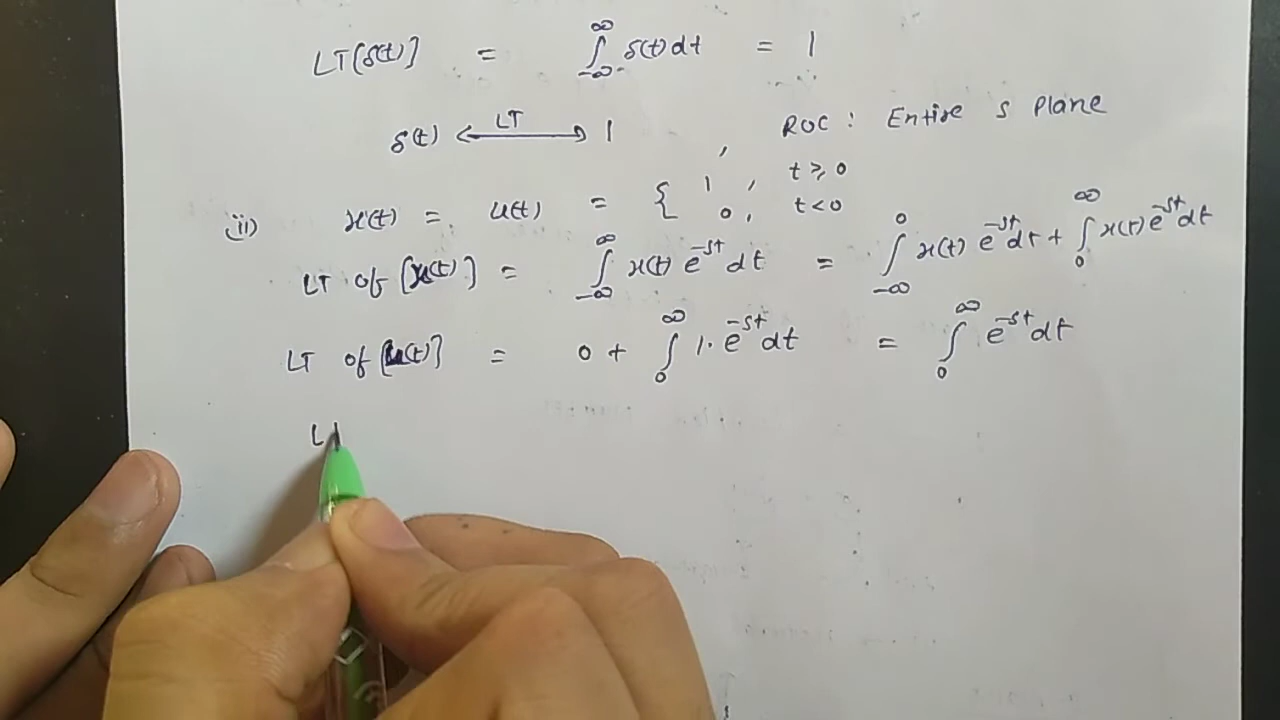 LT[δ(t)] = ∫_{-∞}^{∞} δ(t)dt = 1
δ(t) <--LT--> 1 , ROC : Entire s Plane
(ii) x(t) = u(t) = { 1 , t ⩾ 0
0 , t < 0
LT of [x(t)] = ∫_{-∞}^{∞} x(t) e^{-st} dt = ∫_{-∞}^{0} x(t) e^{-st} dt + ∫_{0}^{∞} x(t) e^{-st} dt
LT of [u(t)] = 0 + ∫_{0}^{∞} 1. e^{-st} dt = ∫_{0}^{∞} e^{-st} dt